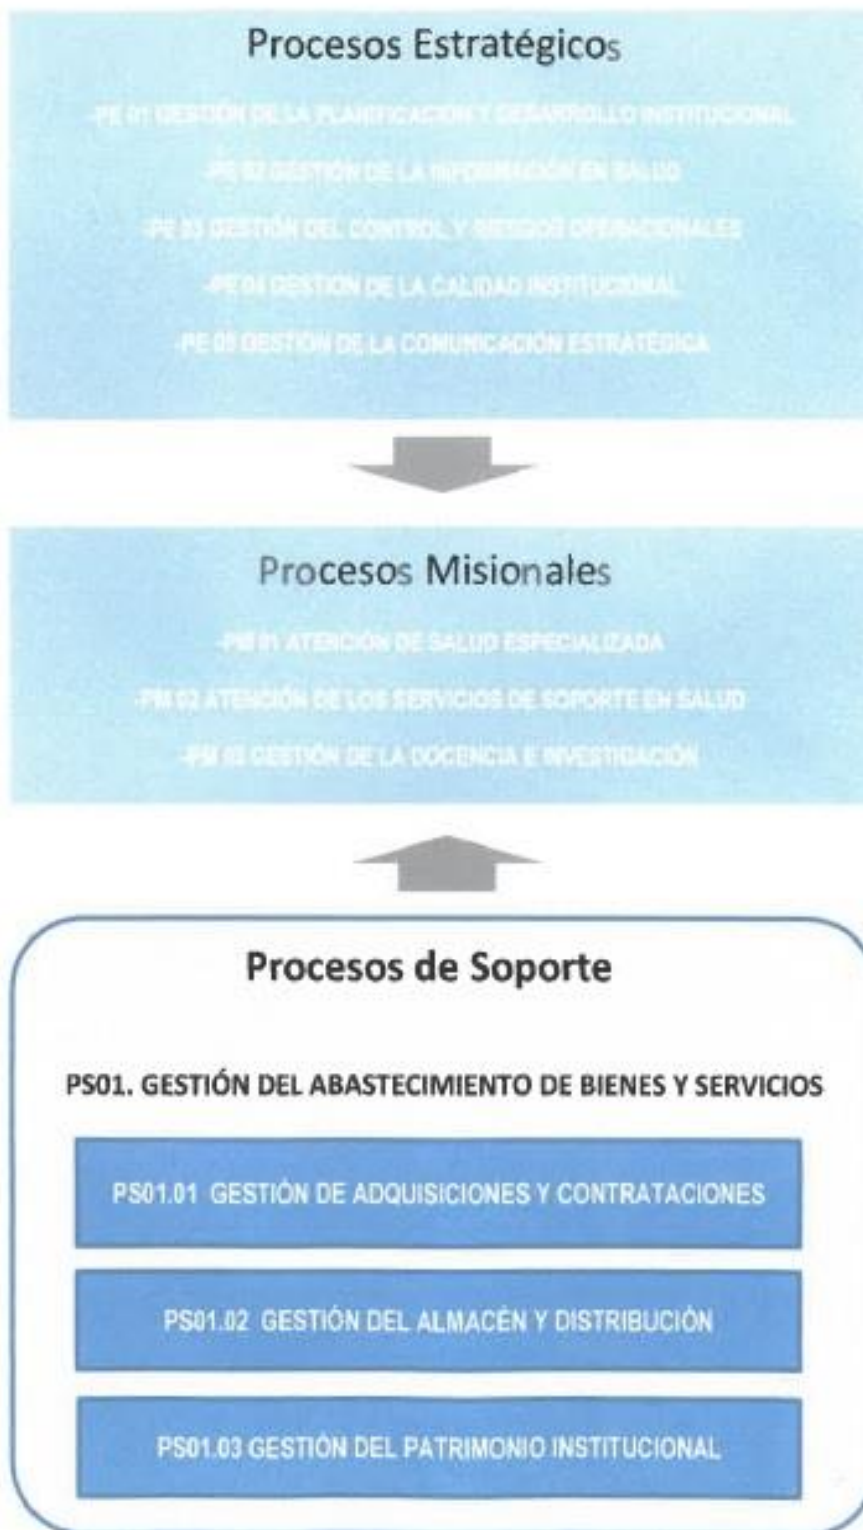 Procesos Estratégicos
-PE 01 GESTIÓN DE LA PLANIFICACIÓN Y DESARROLLO INSTITUCIONAL
-PE 02 GESTIÓN DE LA INFORMACIÓN EN SALUD
-PE 03 GESTIÓN DEL CONTROL Y RIESGOS OPERACIONALES
-PE 04 GESTION DE LA CALIDAD INSTITUCIONAL
-PE 05 GESTIÓN DE LA COMUNICACIÓN ESTRATÉGICA
Procesos Misionales
-PM 01 ATENCIÓN DE SALUD ESPECIALIZADA
-PM 02 ATENCIÓN DE LOS SERVICIOS DE SOPORTE EN SALUD
-PM 03 GESTIÓN DE LA DOCENCIA E INVESTIGACIÓN
Procesos de Soporte
PS01. GESTIÓN DEL ABASTECIMIENTO DE BIENES Y SERVICIOS
PS01.01 GESTIÓN DE ADQUISICIONES Y CONTRATACIONES
PS01.02 GESTIÓN DEL ALMACÉN Y DISTRIBUCIÓN
PS01.03 GESTIÓN DEL PATRIMONIO INSTITUCIONAL